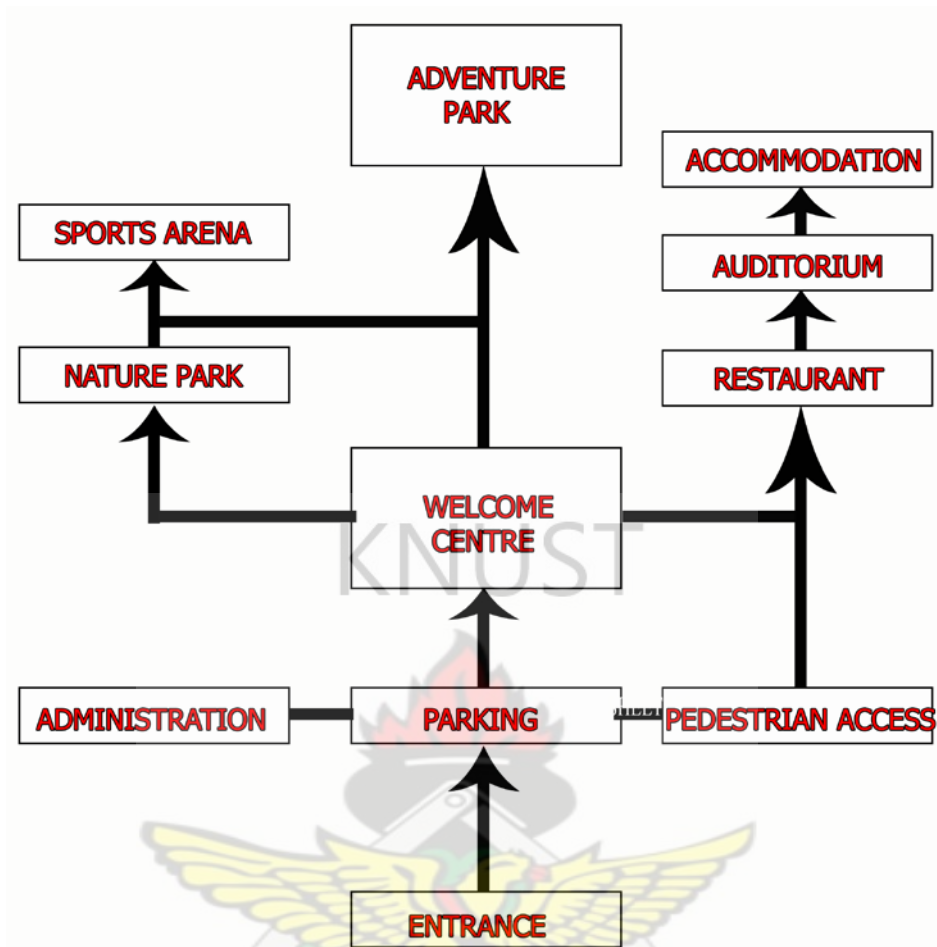 ADVENTURE
PARK
ACCOMMODATION
SPORTS ARENA
AUDITORIUM
NATURE PARK
RESTAURANT
WELCOME
CENTRE
KNUST
ADMINISTRATION
PARKING
PEDESTRIAN ACCESS
ENTRANCE